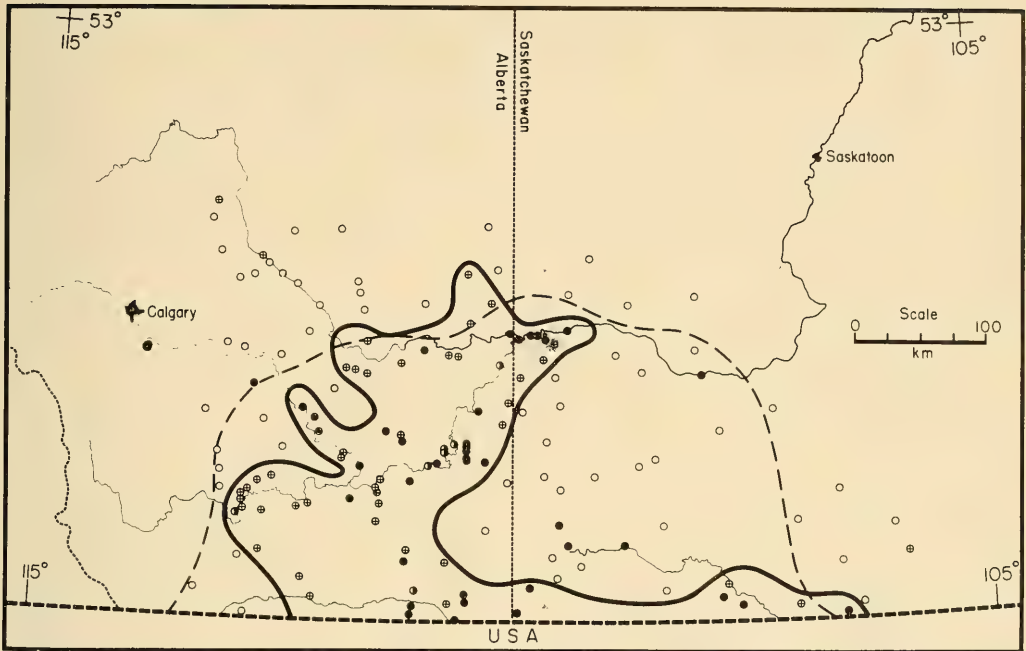 53°
115°
53°
105°
Saskatchewan
Alberta
Saskatoon
Calgary
Scale
0 100
km
115°
105°
USA